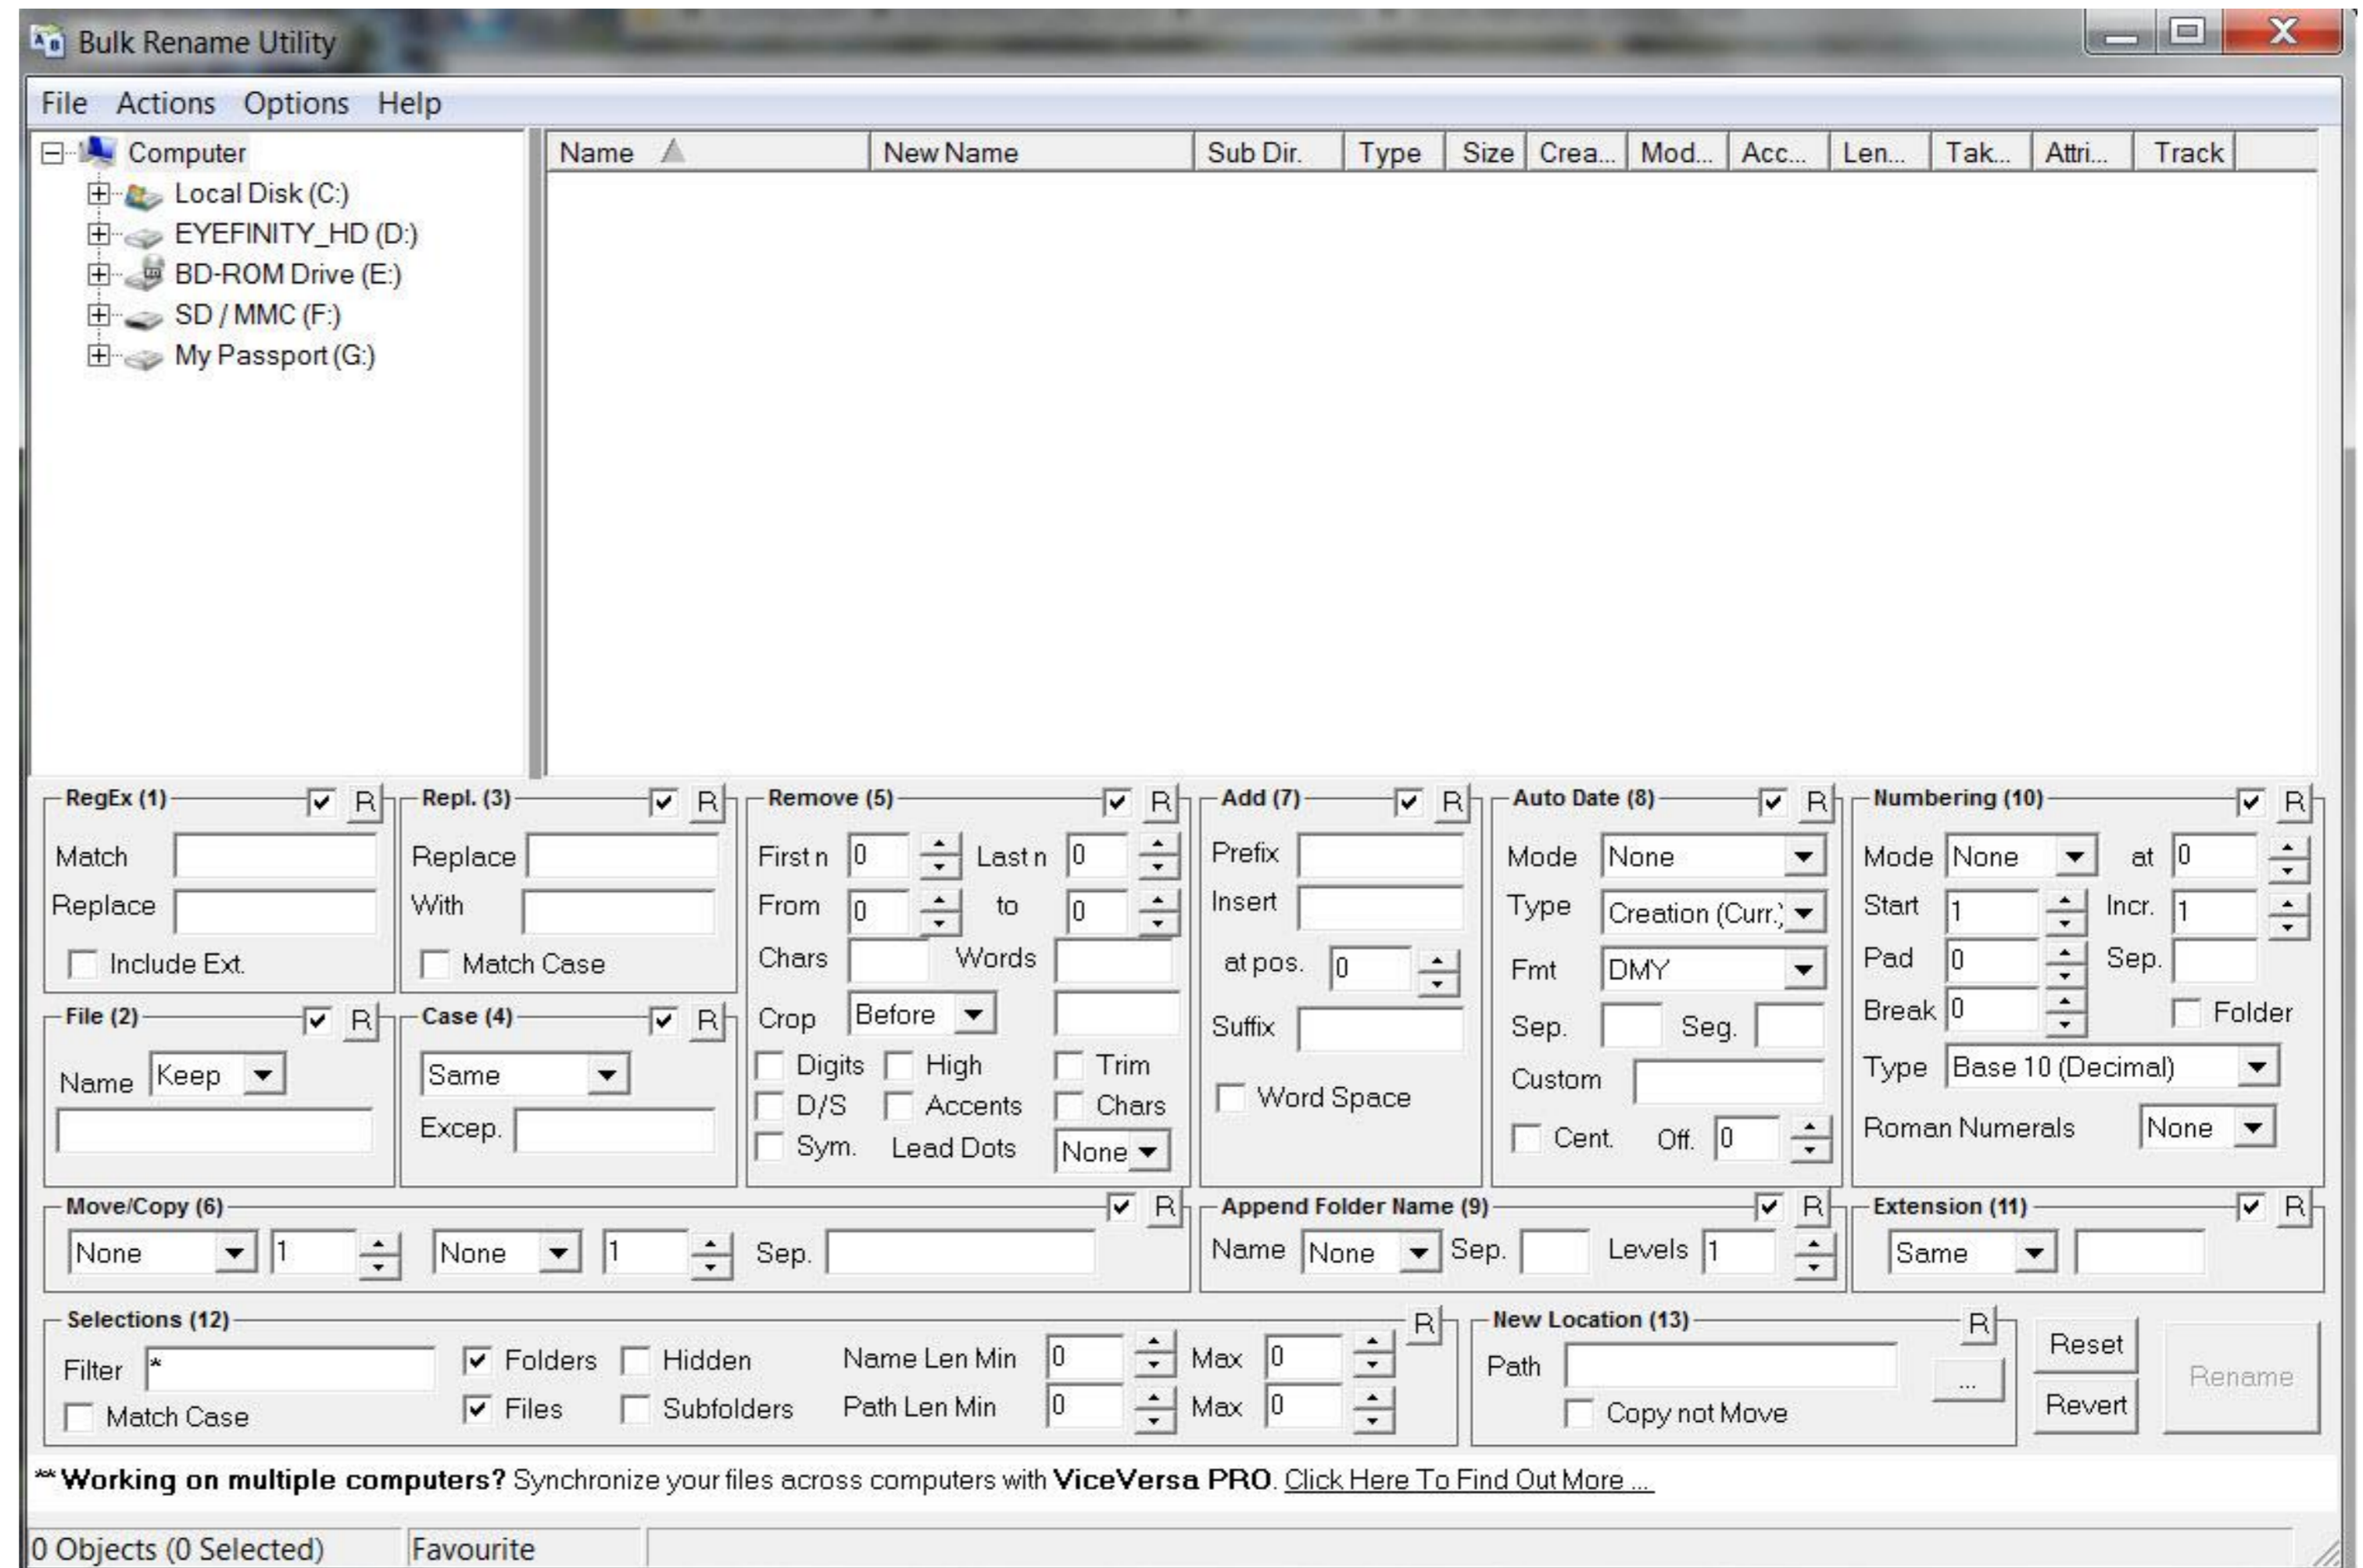 Bulk Rename Utility
File Actions Options Help
Computer
Local Disk (C:)
EYEFINITY_HD (D:)
BD-ROM Drive (E:)
SD / MMC (F:)
My Passport (G:)
Name New Name Sub Dir. Type Size Crea... Mod... Acc... Len... Tak... Attri... Track
RegEx (1) R
Match
Replace
Include Ext.
Repl. (3) R
Replace
With
Match Case
File (2) R
Name Keep
Case (4) R
Same
Excep.
Remove (5) R
First n 0 Last n 0
From 0 to 0
Chars Words
Crop Before
Digits High Trim
D/S Accents Chars
Sym. Lead Dots None
Add (7) R
Prefix
Insert
at pos. 0
Suffix
Word Space
Auto Date (8) R
Mode None
Type Creation (Curr.)
Fmt DMY
Sep. Seg.
Custom
Cent. Off. 0
Numbering (10) R
Mode None at 0
Start 1 Incr. 1
Pad 0 Sep.
Break 0 Folder
Type Base 10 (Decimal)
Roman Numerals None
Move/Copy (6) R
None 1 None 1 Sep.
Append Folder Name (9) R
Name None Sep. Levels 1
Extension (11) R
Same
Selections (12) R
Filter * Folders Hidden Name Len Min 0 Max 0
Match Case Files Subfolders Path Len Min 0 Max 0
New Location (13) R
Path ...
Copy not Move
Reset
Revert
Rename
** Working on multiple computers? Synchronize your files across computers with ViceVersa PRO. Click Here To Find Out More ...
0 Objects (0 Selected) Favourite